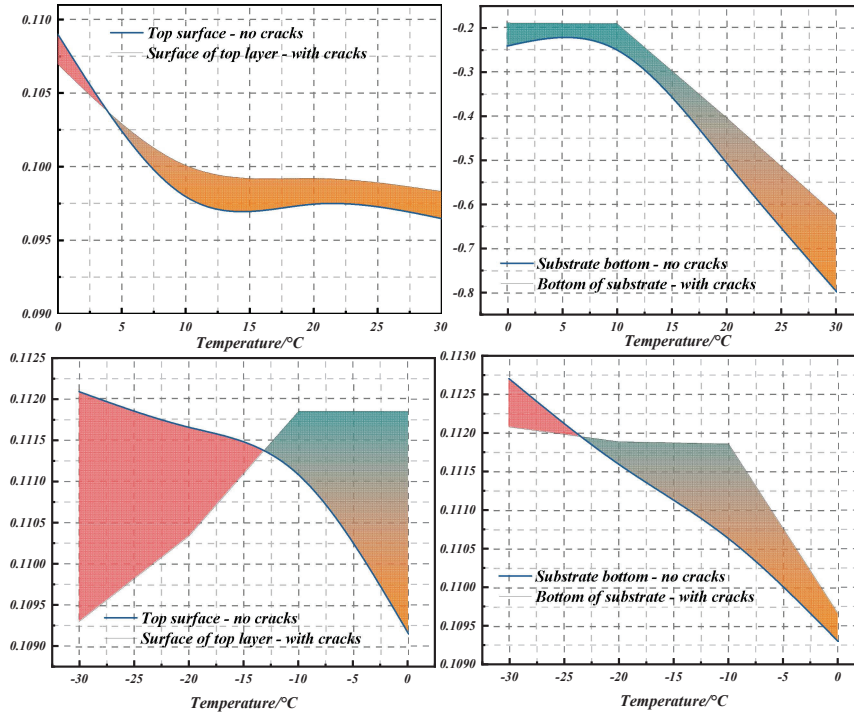 0.110
Top surface - no cracks
Surface of top layer - with cracks
0.105
0.100
0.095
0.090
0 5 10 15 20 25 30
Temperature/°C
-0.2
-0.3
-0.4
-0.5
-0.6
-0.7
-0.8
Substrate bottom - no cracks
Bottom of substrate - with cracks
0 5 10 15 20 25 30
Temperature/°C
0.1125
0.1120
0.1115
0.1110
0.1105
0.1100
0.1095
0.1090
Top surface - no cracks
Surface of top layer - with cracks
-30 -25 -20 -15 -10 -5 0
Temperature/°C
0.1130
0.1125
0.1120
0.1115
0.1110
0.1105
0.1100
0.1095
0.1090
Substrate bottom - no cracks
Bottom of substrate - with cracks
-30 -25 -20 -15 -10 -5 0
Temperature/°C